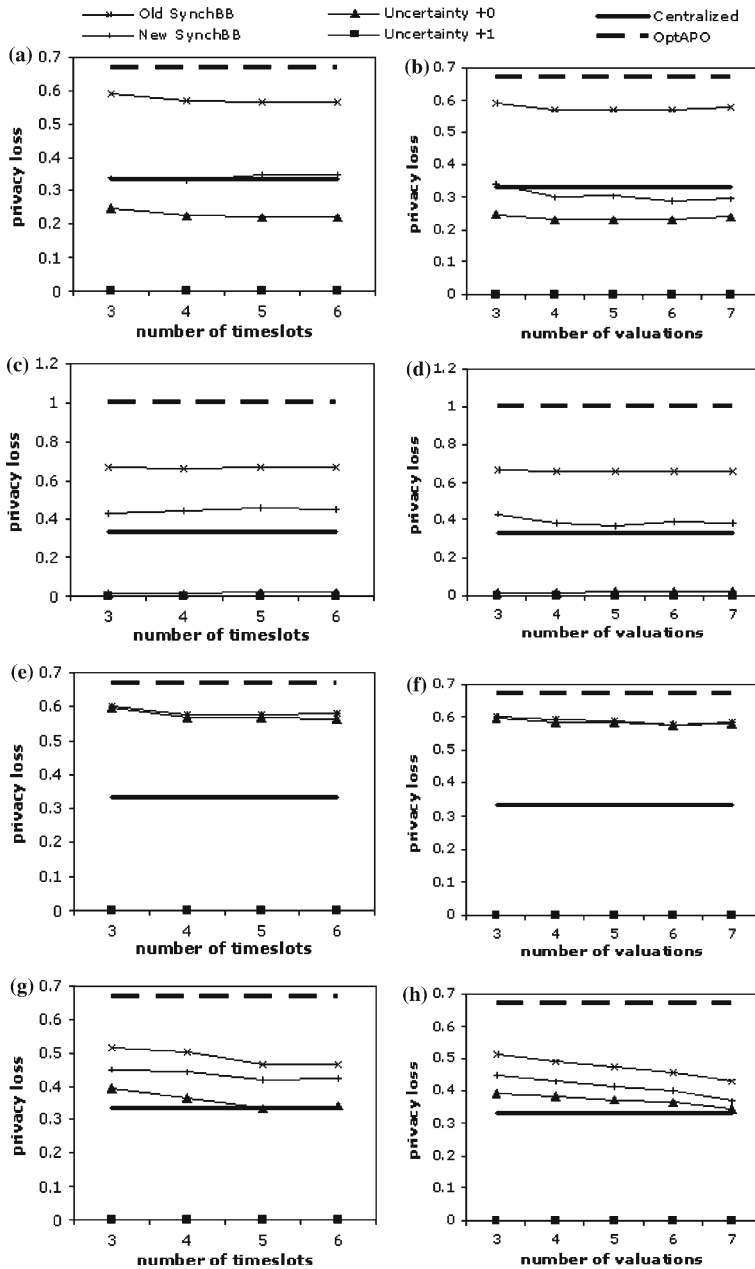 Old SynchBB Uncertainty +0 Centralized
New SynchBB Uncertainty +1 OptAPO
(a)
privacy loss
0.7
0.6
0.5
0.4
0.3
0.2
0.1
0
3 4 5 6
number of timeslots
(b)
privacy loss
0.7
0.6
0.5
0.4
0.3
0.2
0.1
0
3 4 5 6 7
number of valuations
(c)
privacy loss
1.2
1
0.8
0.6
0.4
0.2
0
3 4 5 6
number of timeslots
(d)
privacy loss
1.2
1
0.8
0.6
0.4
0.2
0
3 4 5 6 7
number of valuations
(e)
privacy loss
0.7
0.6
0.5
0.4
0.3
0.2
0.1
0
3 4 5 6
number of timeslots
(f)
privacy loss
0.7
0.6
0.5
0.4
0.3
0.2
0.1
0
3 4 5 6 7
number of valuations
(g)
privacy loss
0.7
0.6
0.5
0.4
0.3
0.2
0.1
0
3 4 5 6
number of timeslots
(h)
privacy loss
0.7
0.6
0.5
0.4
0.3
0.2
0.1
0
3 4 5 6 7
number of valuations